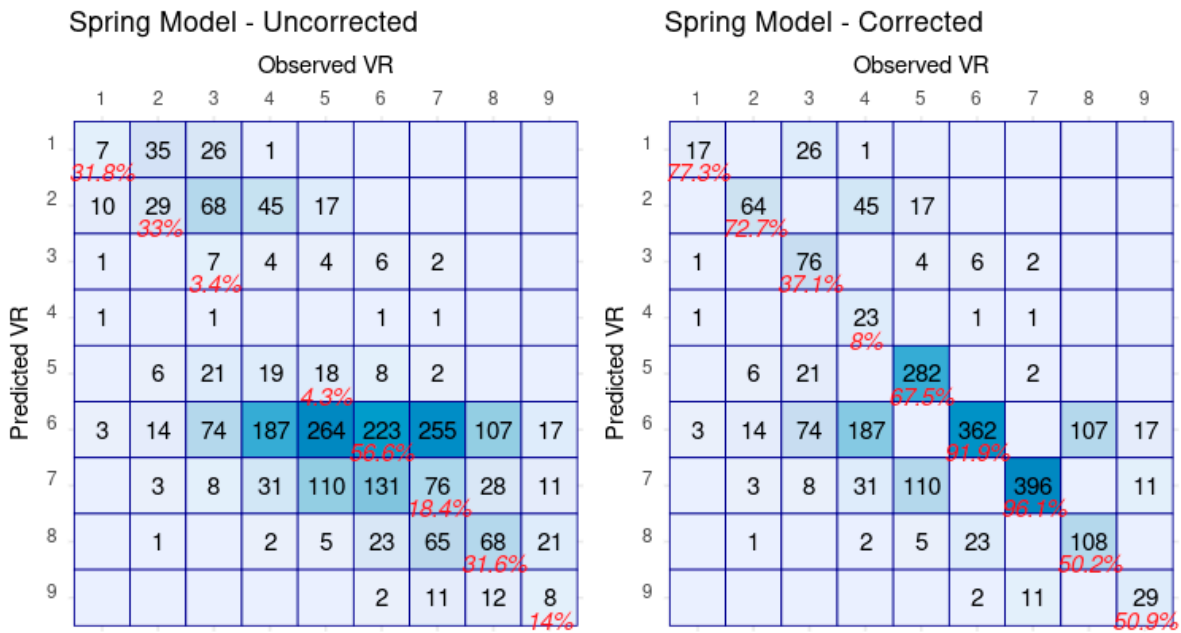 Spring Model - Uncorrected
Observed VR
1 2 3 4 5 6 7 8 9
Predicted VR
1 7 35 26 1
31.8%
2 10 29 68 45 17
33%
3 1 7 4 4 6 2
3.4%
4 1 1 1 1
5 6 21 19 18 8 2
4.3%
6 3 14 74 187 264 223 255 107 17
56.6%
7 3 8 31 110 131 76 28 11
18.4%
8 1 2 5 23 65 68 21
31.6%
9 2 11 12 8
14%
Spring Model - Corrected
Observed VR
1 2 3 4 5 6 7 8 9
Predicted VR
1 17 26 1
77.3%
2 64 45 17
72.7%
3 1 76 4 6 2
37.1%
4 1 23 1 1
8%
5 6 21 282 2
67.5%
6 3 14 74 187 362 107 17
91.9%
7 3 8 31 110 396 11
96.1%
8 1 2 5 23 108
50.2%
9 2 11 29
50.9%